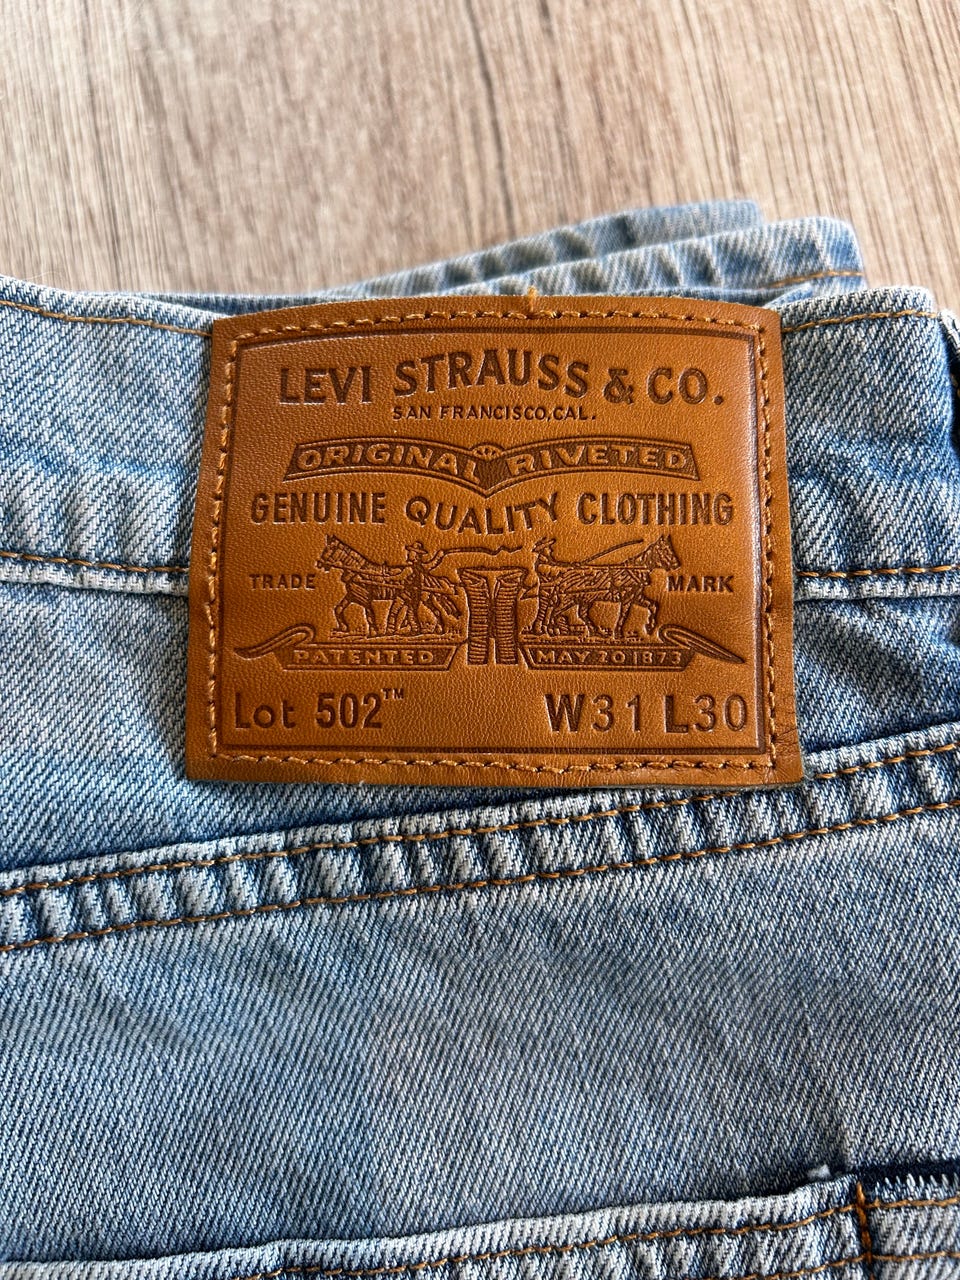 LEVI STRAUSS & CO.
SAN FRANCISCO, CAL.
ORIGINAL RIVETED
GENUINE QUALITY CLOTHING
TRADE MARK
PATENTED MAY 20 1873
Lot 502™ W31 L30